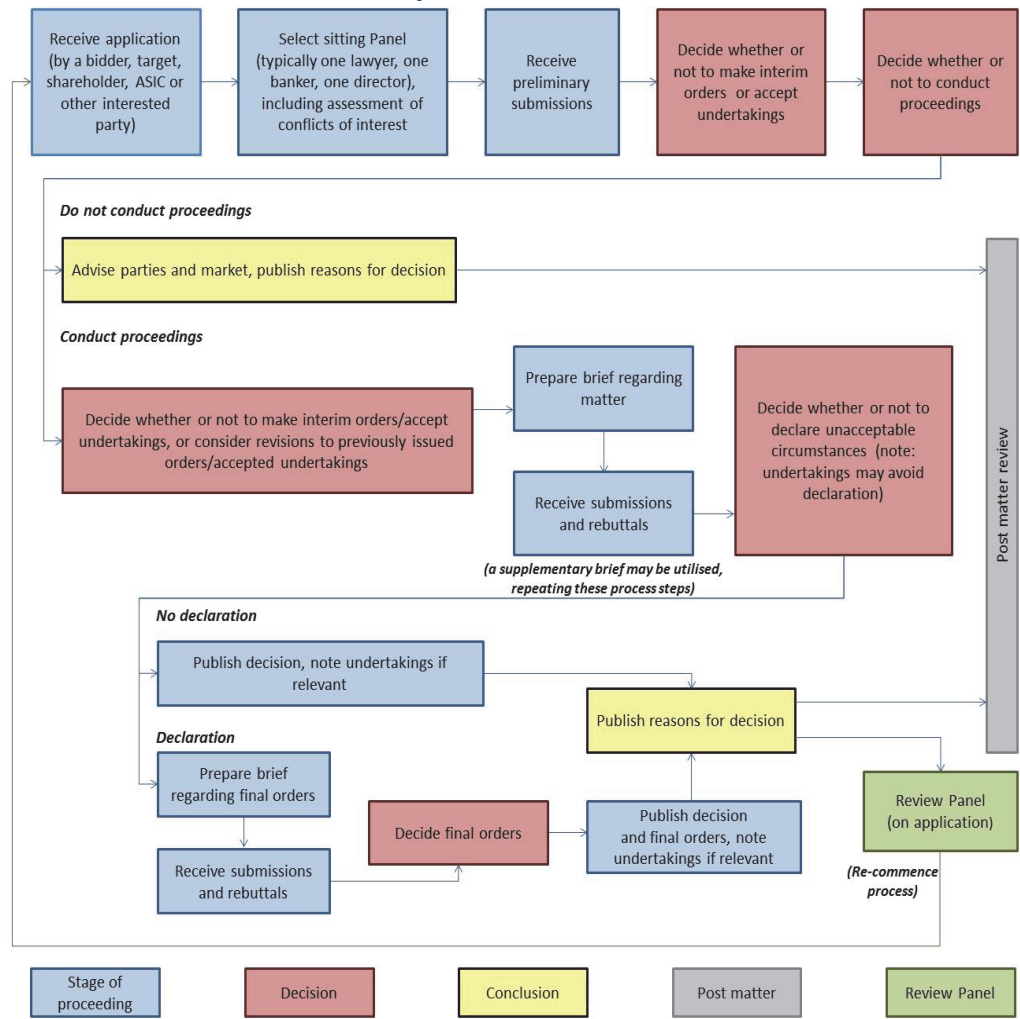 Receive application
(by a bidder, target,
shareholder, ASIC or
other interested
party)
Select sitting Panel
(typically one lawyer, one
banker, one director),
including assessment of
conflicts of interest
Receive
preliminary
submissions
Decide whether or
not to make interim
orders or accept
undertakings
Decide whether or
not to conduct
proceedings
Do not conduct proceedings
Advise parties and market, publish reasons for decision
Conduct proceedings
Decide whether or not to make interim orders/accept
undertakings, or consider revisions to previously issued
orders/accepted undertakings
Prepare brief regarding
matter
Receive submissions
and rebuttals
(a supplementary brief may be utilised,
repeating these process steps)
Decide whether or not to
declare unacceptable
circumstances (note:
undertakings may avoid
declaration)
Post matter review
No declaration
Publish decision, note undertakings if
relevant
Publish reasons for decision
Declaration
Prepare brief
regarding final orders
Receive submissions
and rebuttals
Decide final orders
Publish decision
and final orders, note
undertakings if relevant
Review Panel
(on application)
(Re-commence
process)
Stage of
proceeding
Decision
Conclusion
Post matter
Review Panel